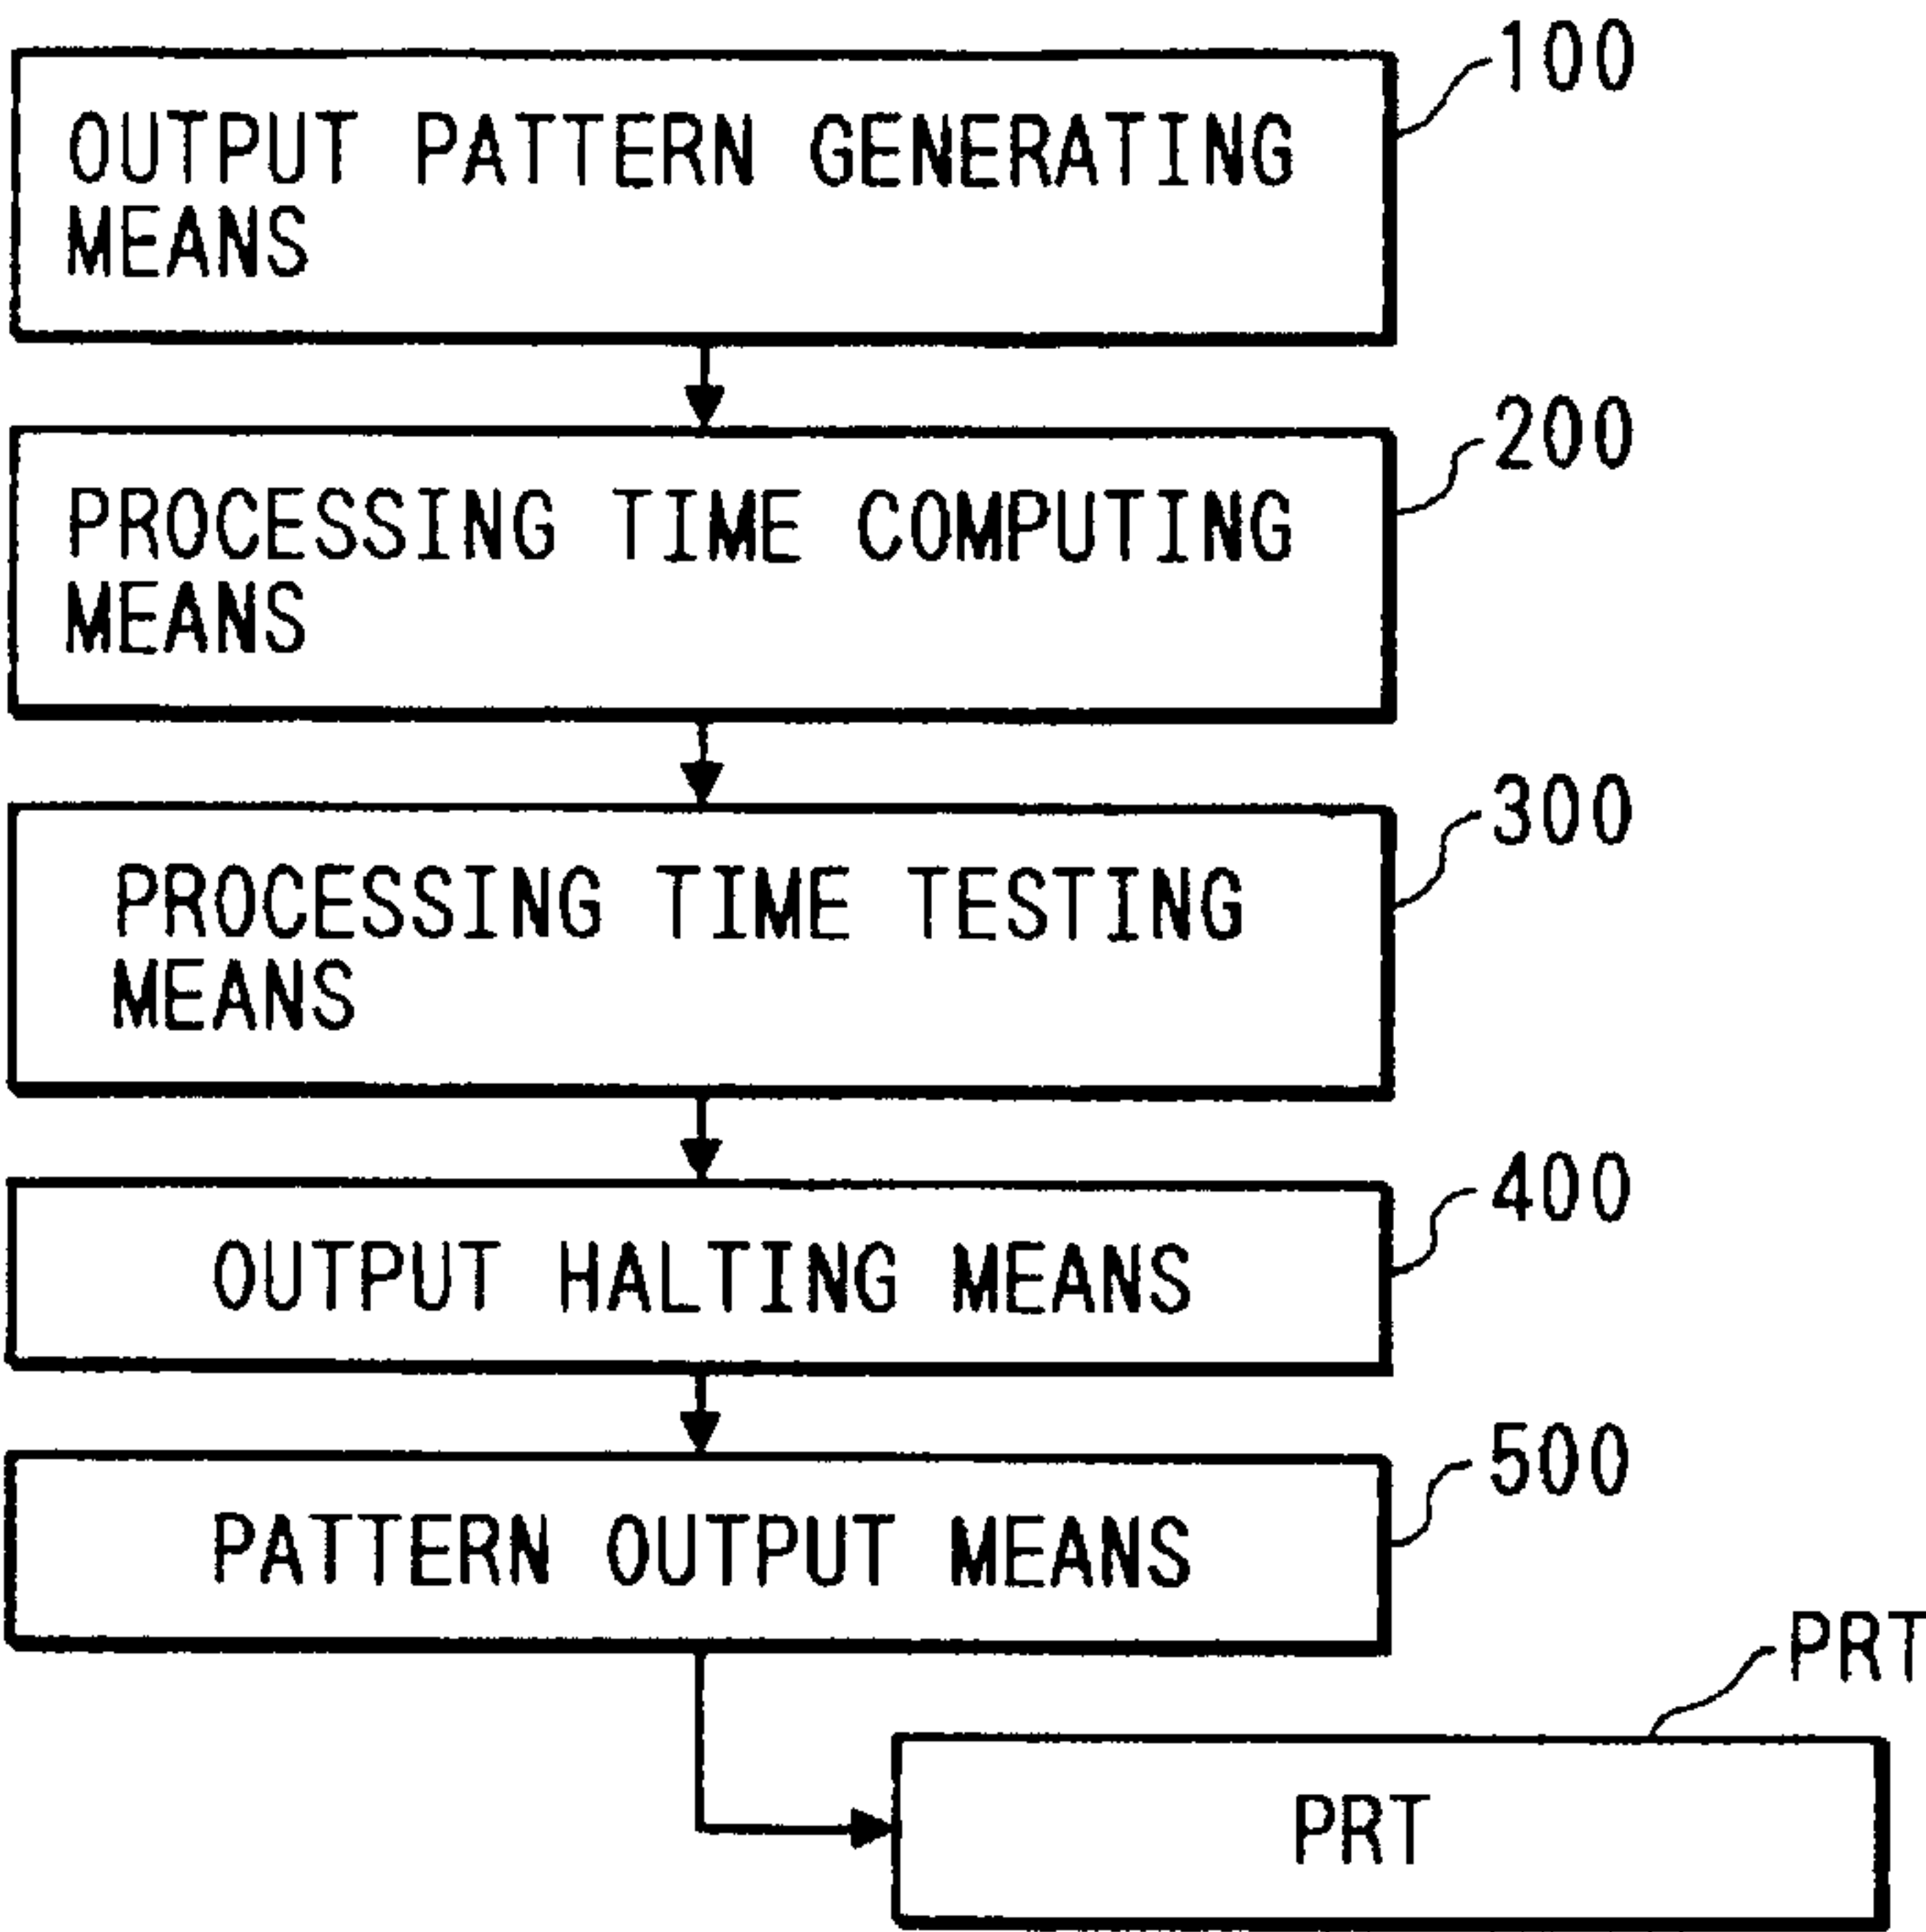 100
OUTPUT PATTERN GENERATING
MEANS
200
PROCESSING TIME COMPUTING
MEANS
300
PROCESSING TIME TESTING
MEANS
400
OUTPUT HALTING MEANS
500
PATTERN OUTPUT MEANS
PRT
PRT